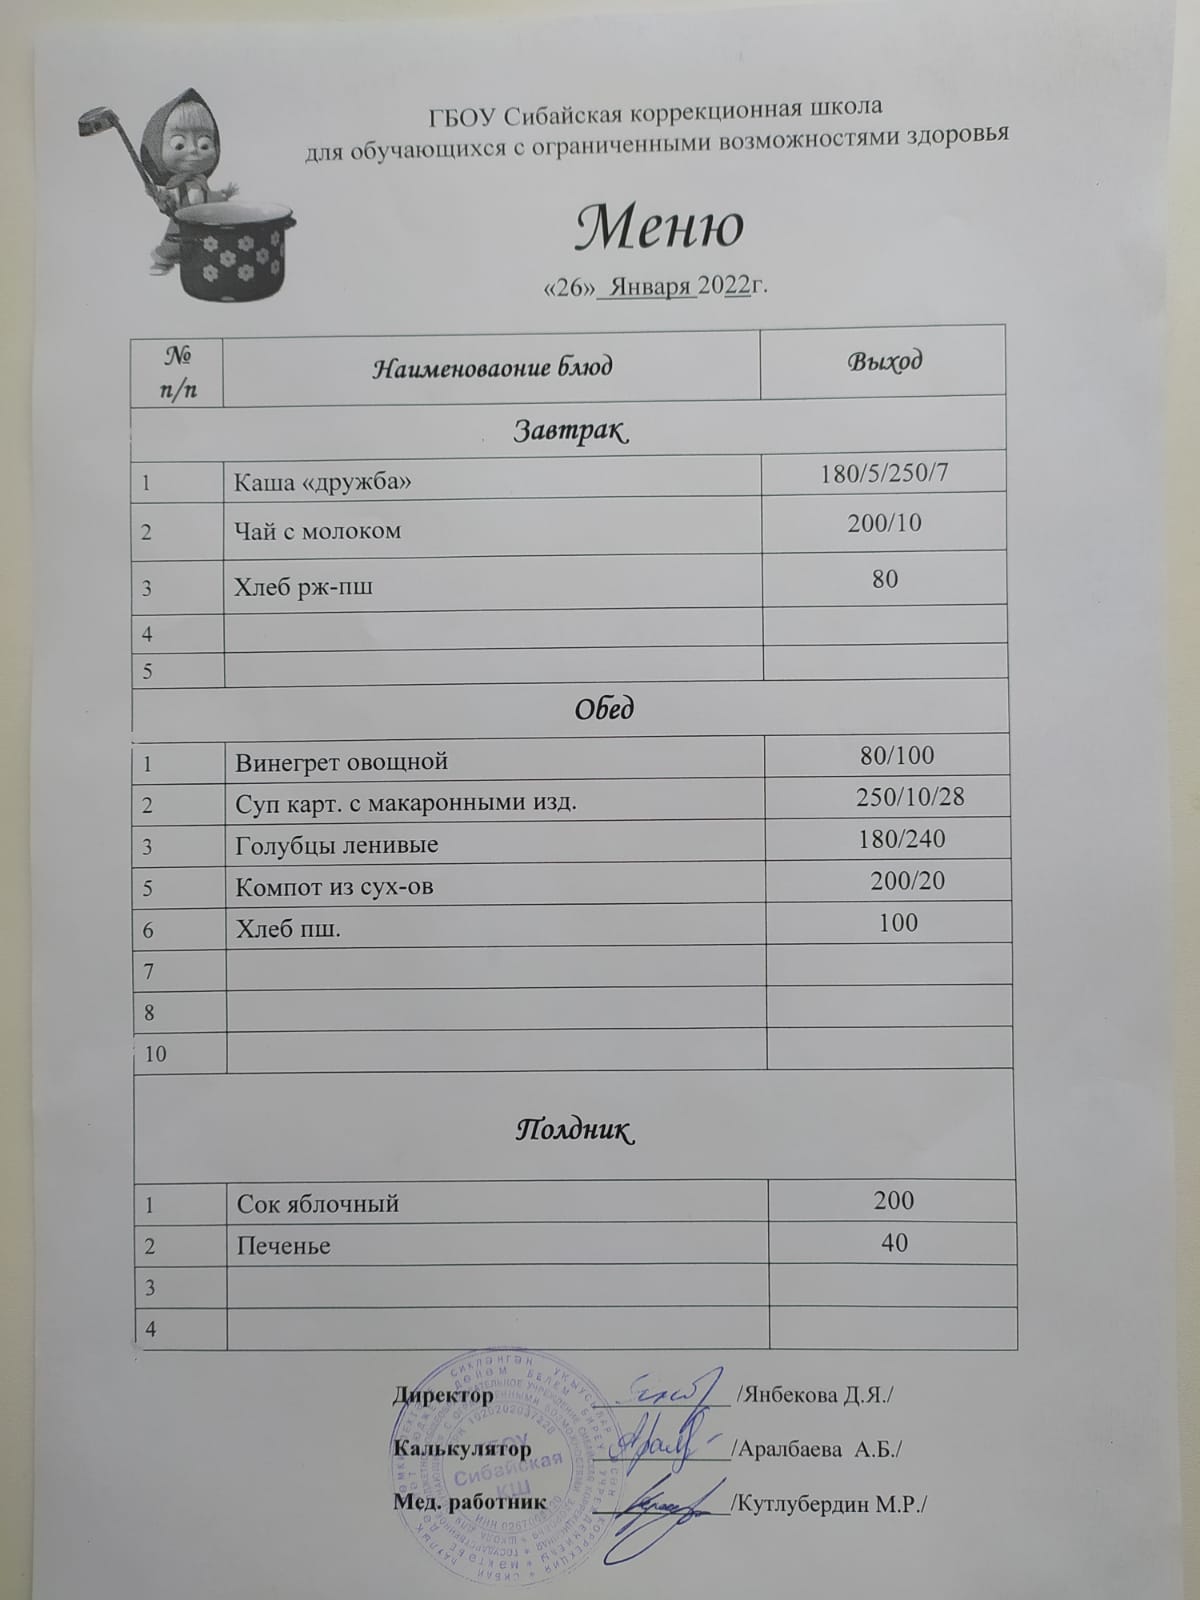 ГБОУ Сибайская коррекционная школа
для обучающихся с ограниченными возможностями здоровья
Меню
«26» Января 2022г.
№ п/п Наименоваоние блюд Выход
Завтрак
1 Каша «дружба» 180/5/250/7
2 Чай с молоком 200/10
3 Хлеб рж-пш 80
4
5
Обед
1 Винегрет овощной 80/100
2 Суп карт. с макаронными изд. 250/10/28
3 Голубцы ленивые 180/240
5 Компот из сух-ов 200/20
6 Хлеб пш. 100
7
8
10
Полдник
1 Сок яблочный 200
2 Печенье 40
3
4
Директор /Янбекова Д.Я./
Калькулятор /Аралбаева А.Б./
Мед. работник /Кутлубердин М.Р./
ГБОУ
Сибайская
КШ